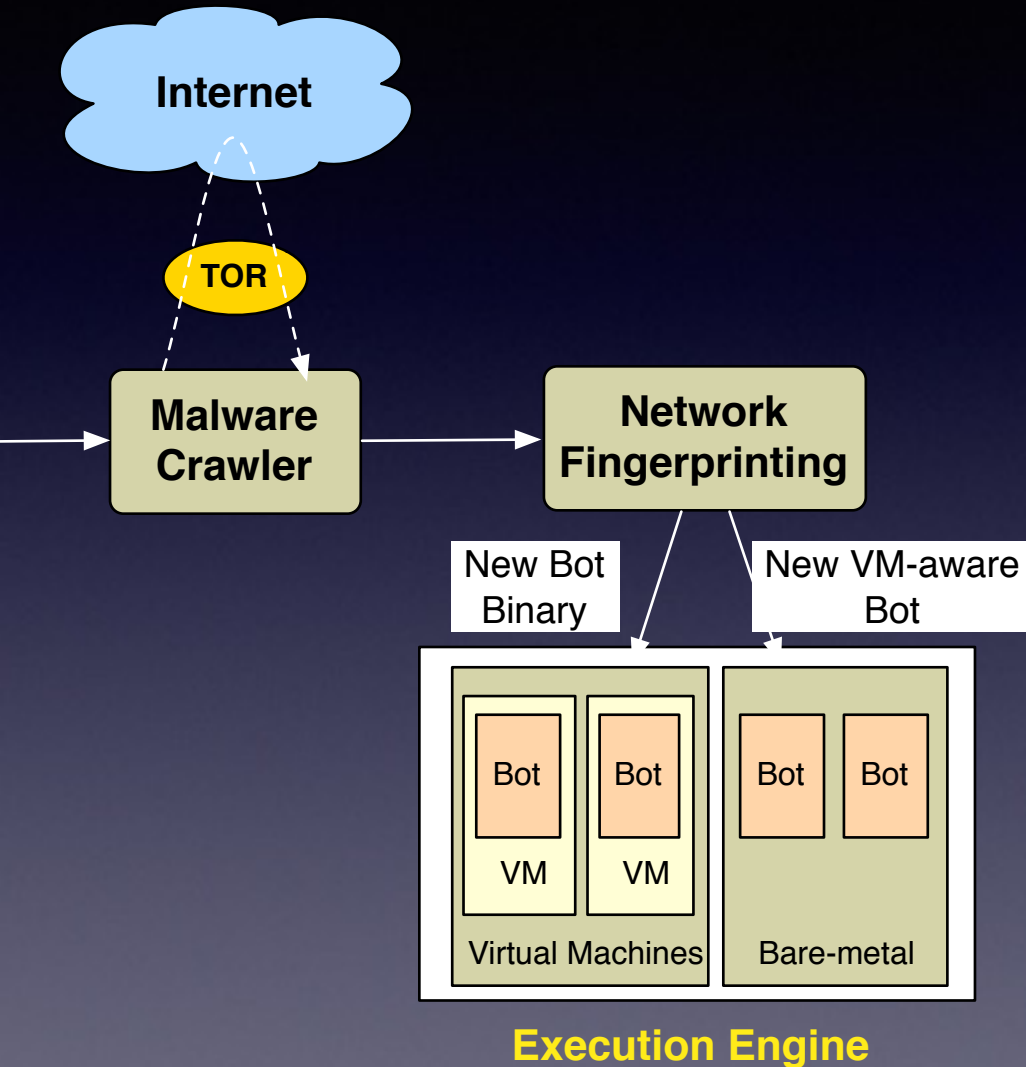 Internet
TOR
Malware
Crawler
Network
Fingerprinting
New Bot
Binary
New VM-aware
Bot
Bot
Bot
Bot
Bot
VM
VM
Virtual Machines
Bare-metal
Execution Engine